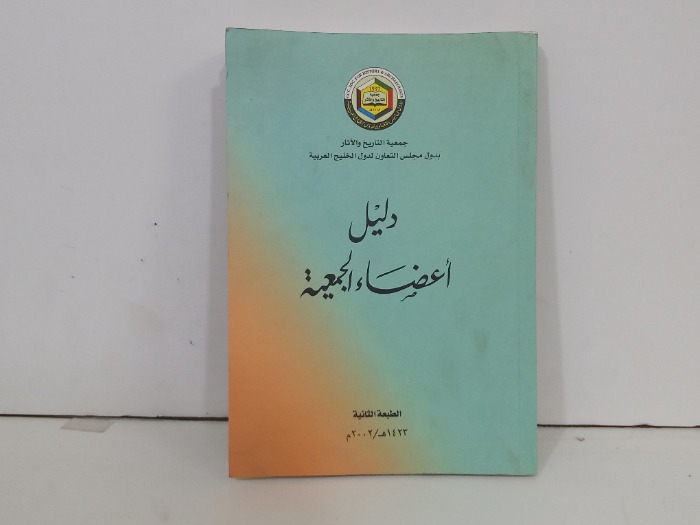 جمعية التاريخ والآثار
بدول مجلس التعاون لدول الخليج العربية
دليل
أعضاء الجمعية
الطبعة الثانية
١٤٢٣هـ/٢٠٠٢م